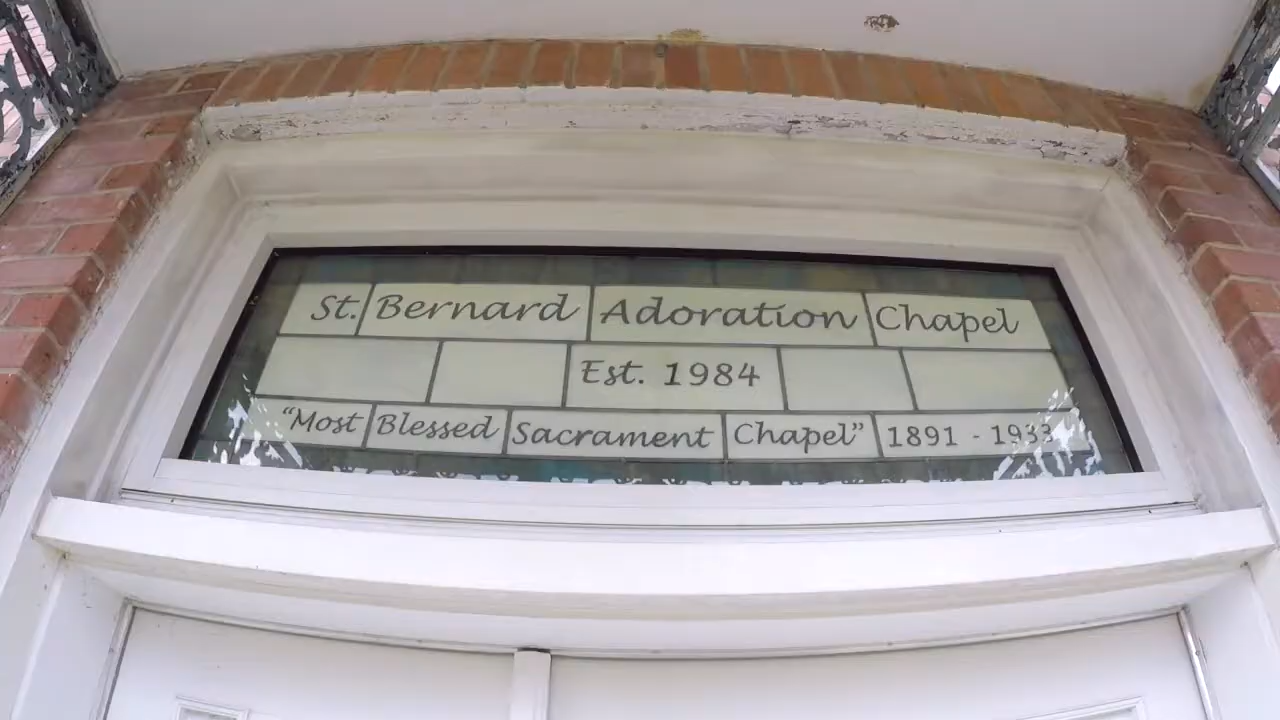 St. Bernard Adoration Chapel
Est. 1984
“Most Blessed Sacrament Chapel” 1891 - 1933